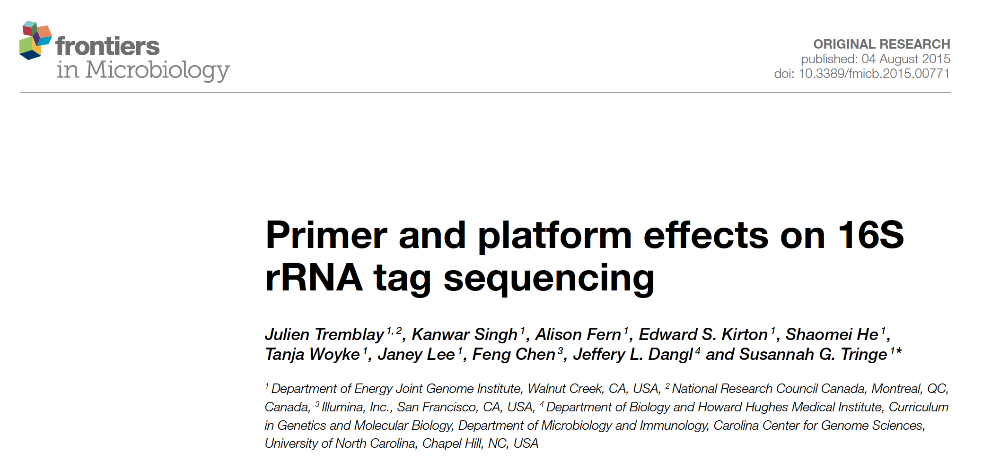 frontiers
in Microbiology
ORIGINAL RESEARCH
published: 04 August 2015
doi: 10.3389/fmicb.2015.00771
Primer and platform effects on 16S
rRNA tag sequencing
Julien Tremblay 1, 2, Kanwar Singh 1, Alison Fern 1, Edward S. Kirton 1, Shaomei He 1,
Tanja Woyke 1, Janey Lee 1, Feng Chen 3, Jeffery L. Dangl 4 and Susannah G. Tringe 1*
1 Department of Energy Joint Genome Institute, Walnut Creek, CA, USA, 2 National Research Council Canada, Montreal, QC,
Canada, 3 Illumina, Inc., San Francisco, CA, USA, 4 Department of Biology and Howard Hughes Medical Institute, Curriculum
in Genetics and Molecular Biology, Department of Microbiology and Immunology, Carolina Center for Genome Sciences,
University of North Carolina, Chapel Hill, NC, USA